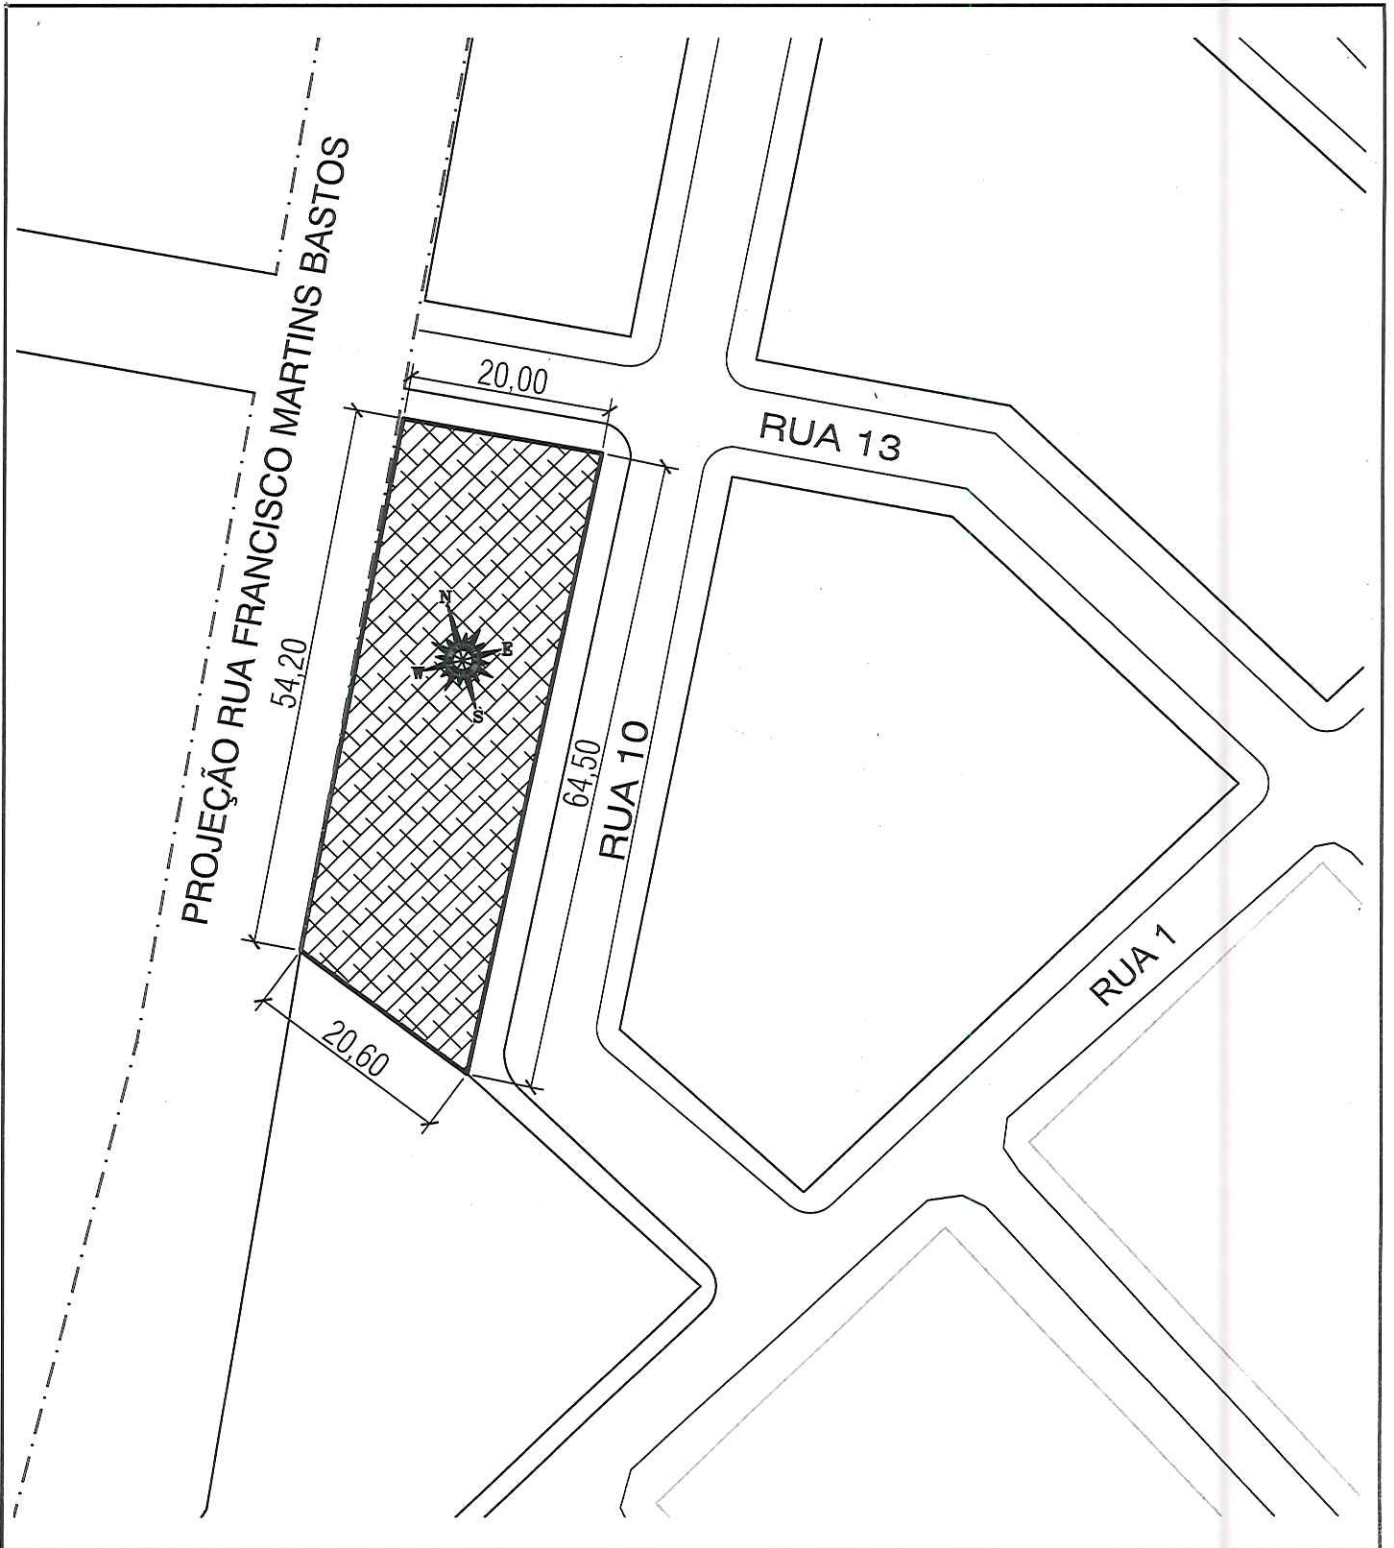 PROJEÇÃO RUA FRANCISCO MARTINS BASTOS
20,00
RUA 13
54,20
N
E
W
S
64,50
RUA 10
RUA 1
20,60